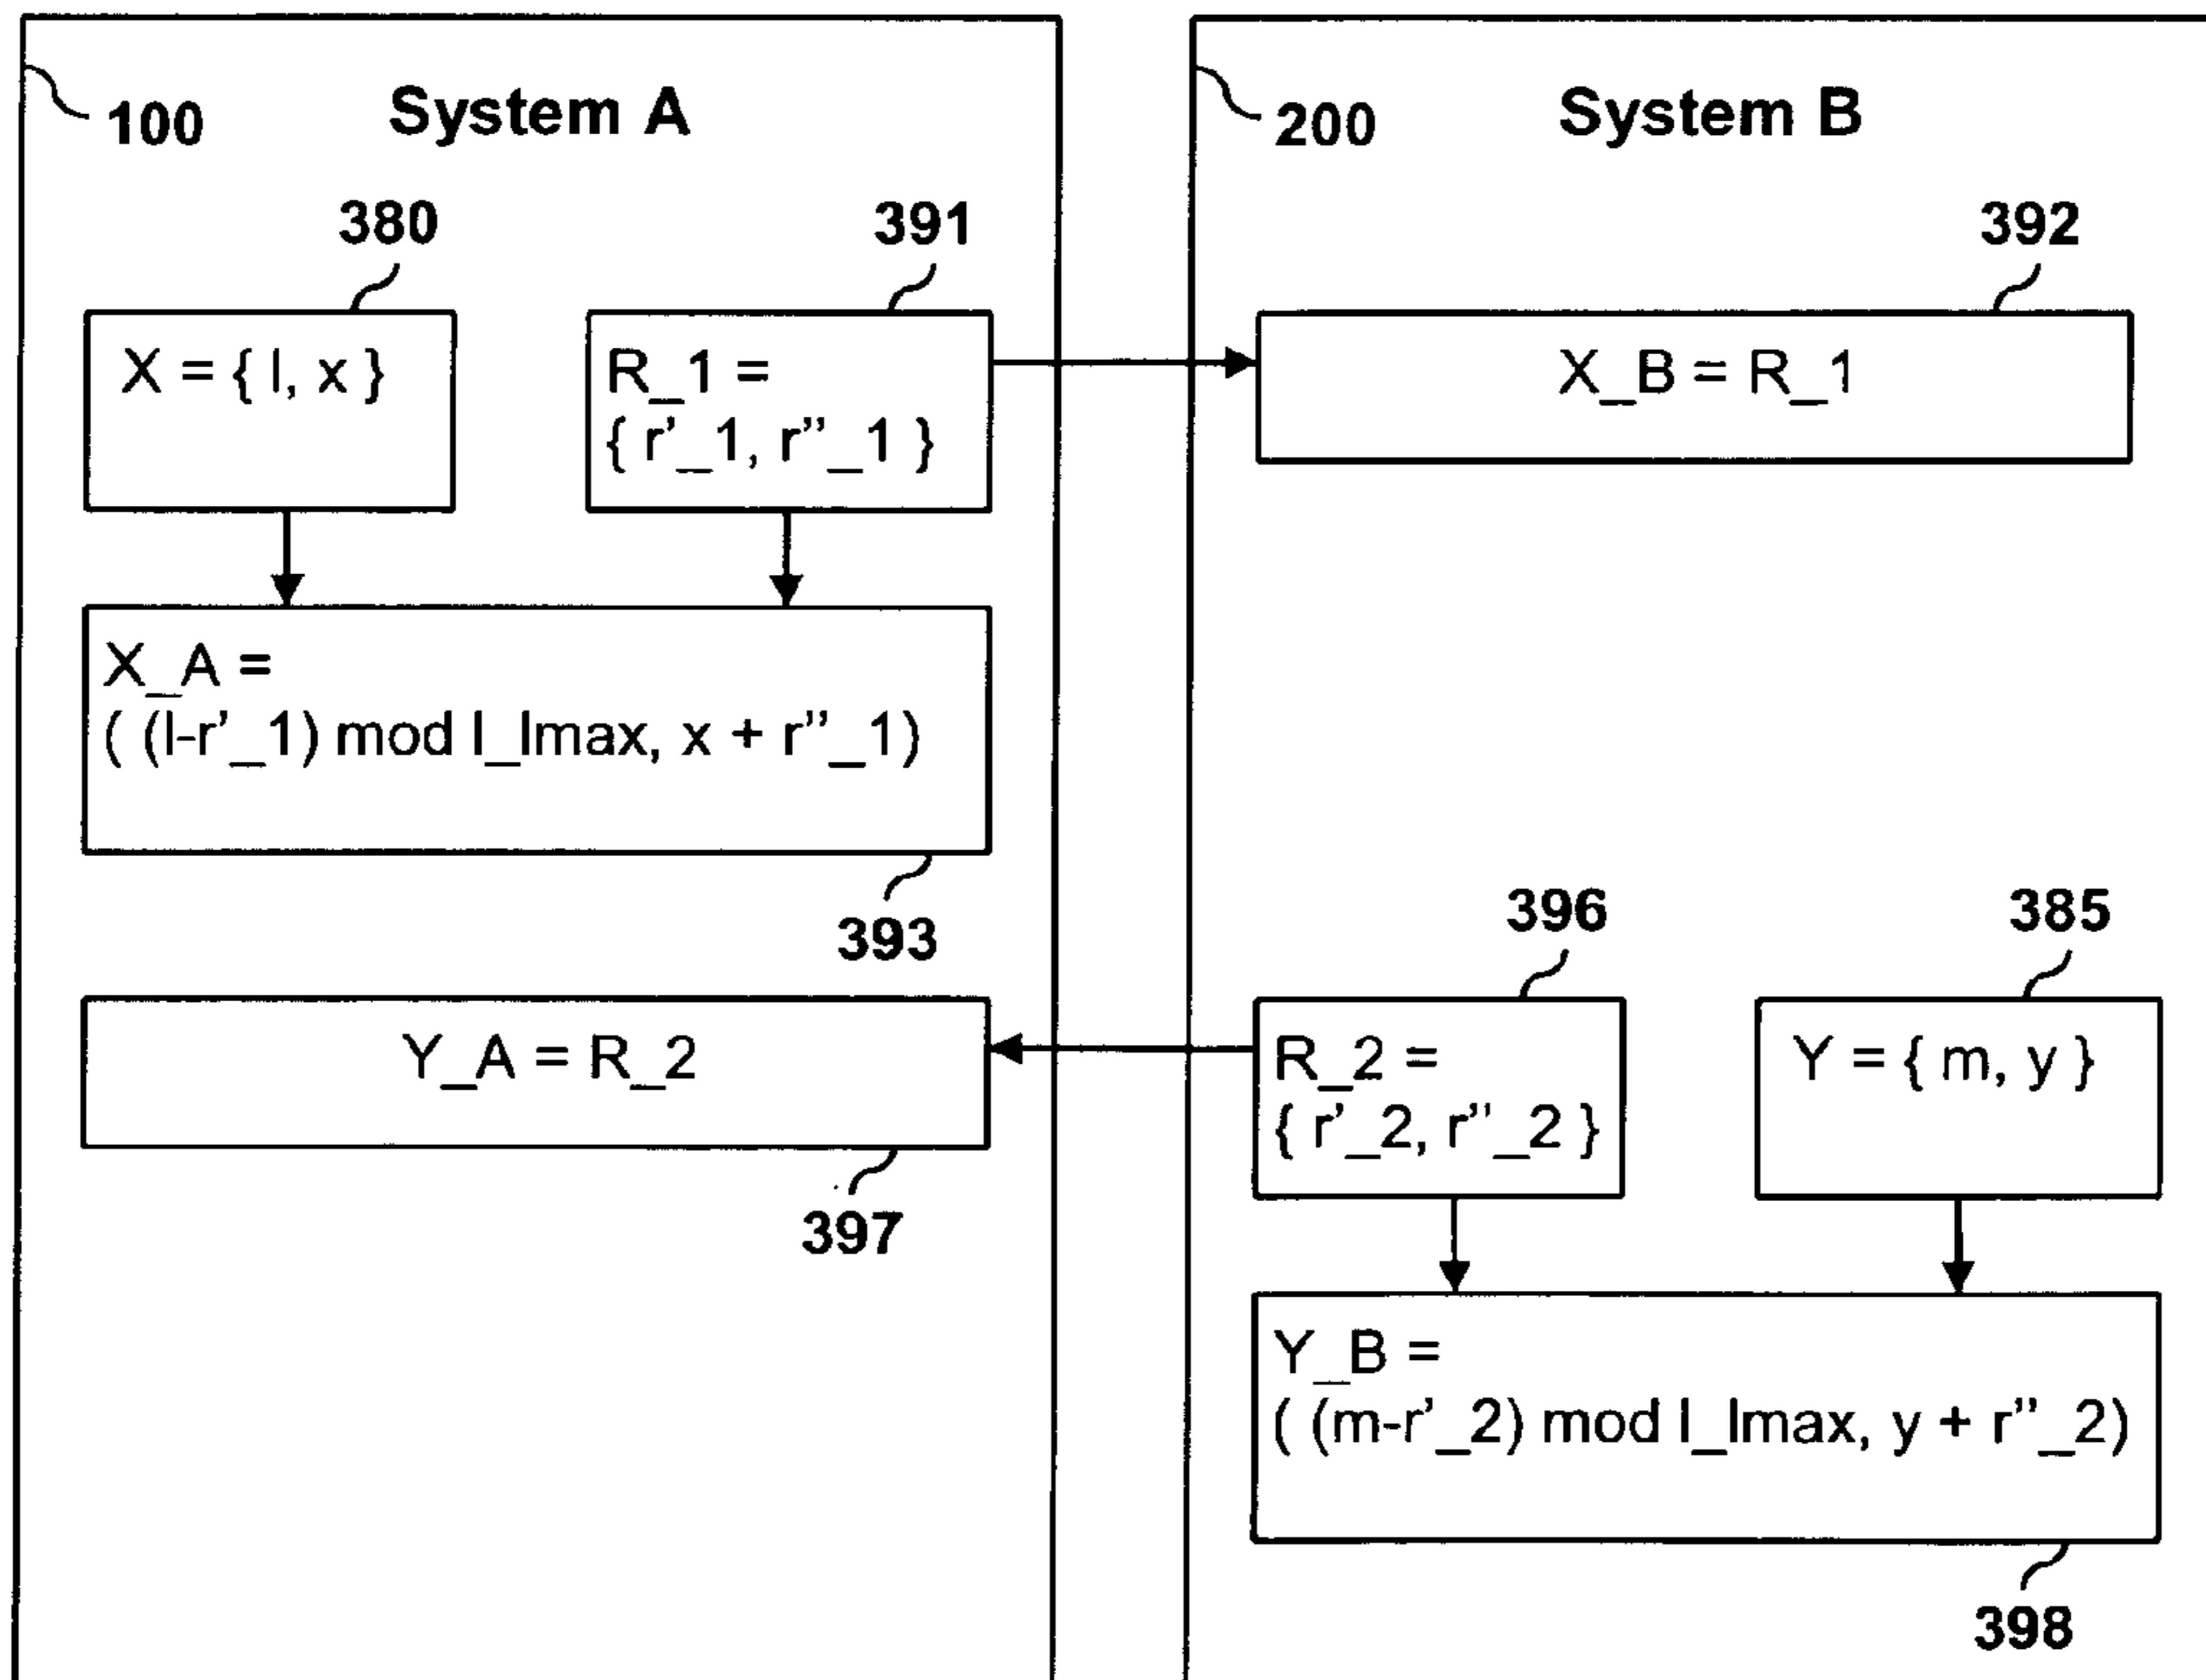 System A
100
System B
200
380
391
392
X = { l, x }
R_1 =
{ r'_1, r''_1 }
X_B = R_1
X_A =
( (l-r'_1) mod l_lmax, x + r''_1)
393
396
385
Y_A = R_2
397
R_2 =
{ r'_2, r''_2 }
Y = { m, y }
Y_B =
( (m-r'_2) mod l_lmax, y + r''_2)
398